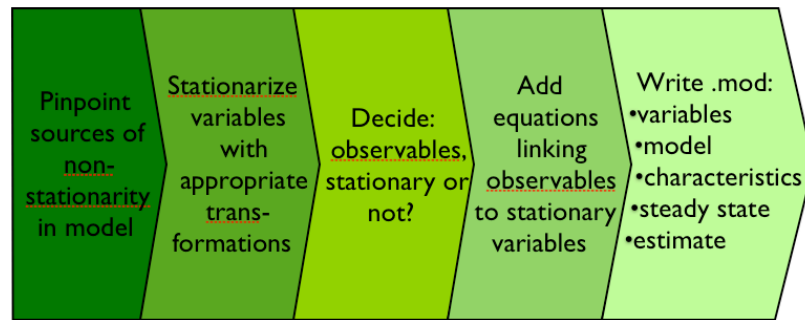 Pinpoint
sources of
non-
stationarity
in model
Stationarize
variables
with
appropriate
trans-
formations
Decide:
observables,
stationary or
not?
Add
equations
linking
observables
to stationary
variables
Write .mod:
•variables
•model
•characteristics
•steady state
•estimate